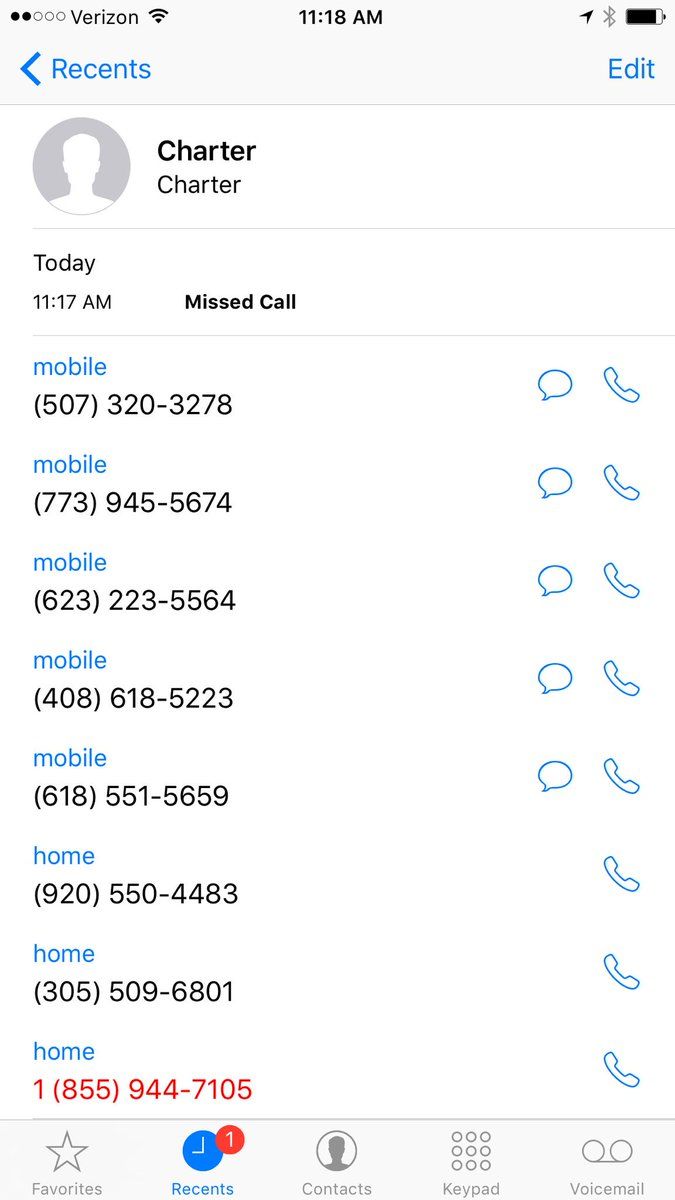 Verizon 11:18 AM
Recents Edit
Charter
Charter
Today
11:17 AM Missed Call
mobile
(507) 320-3278
mobile
(773) 945-5674
mobile
(623) 223-5564
mobile
(408) 618-5223
mobile
(618) 551-5659
home
(920) 550-4483
home
(305) 509-6801
home
1 (855) 944-7105
1
Favorites Recents Contacts Keypad Voicemail